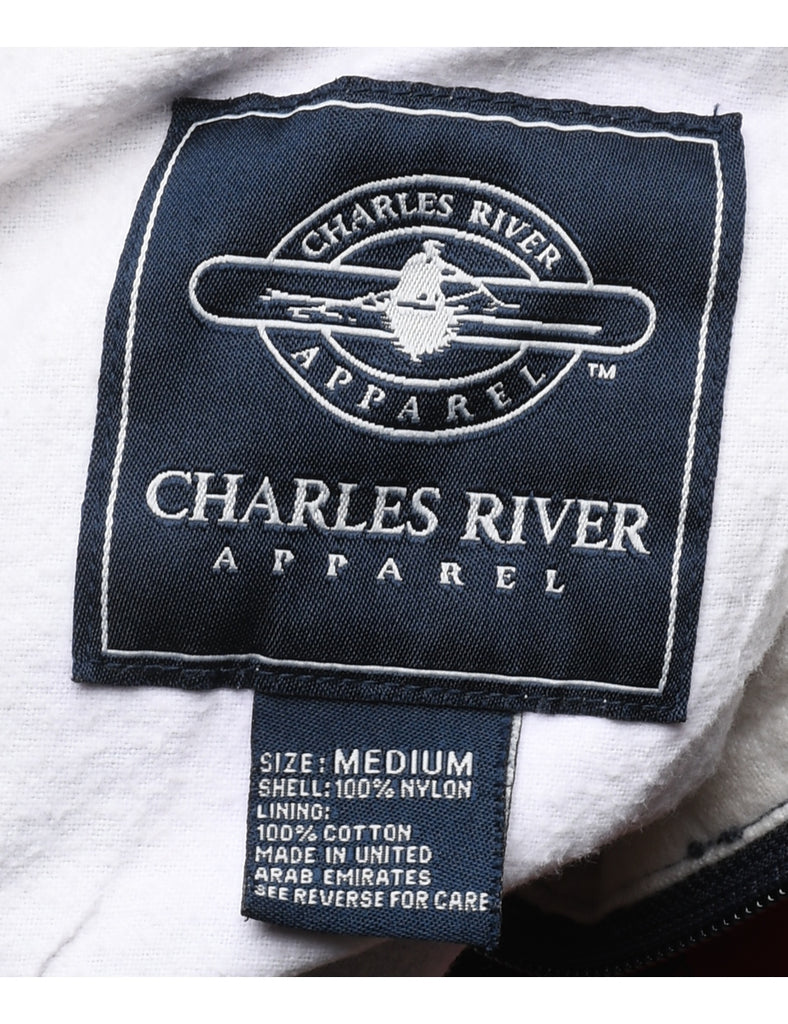 CHARLES RIVER
APPAREL
TM
CHARLES RIVER
APPAREL
SIZE: MEDIUM
SHELL: 100% NYLON
LINING:
100% COTTON
MADE IN UNITED
ARAB EMIRATES
SEE REVERSE FOR CARE